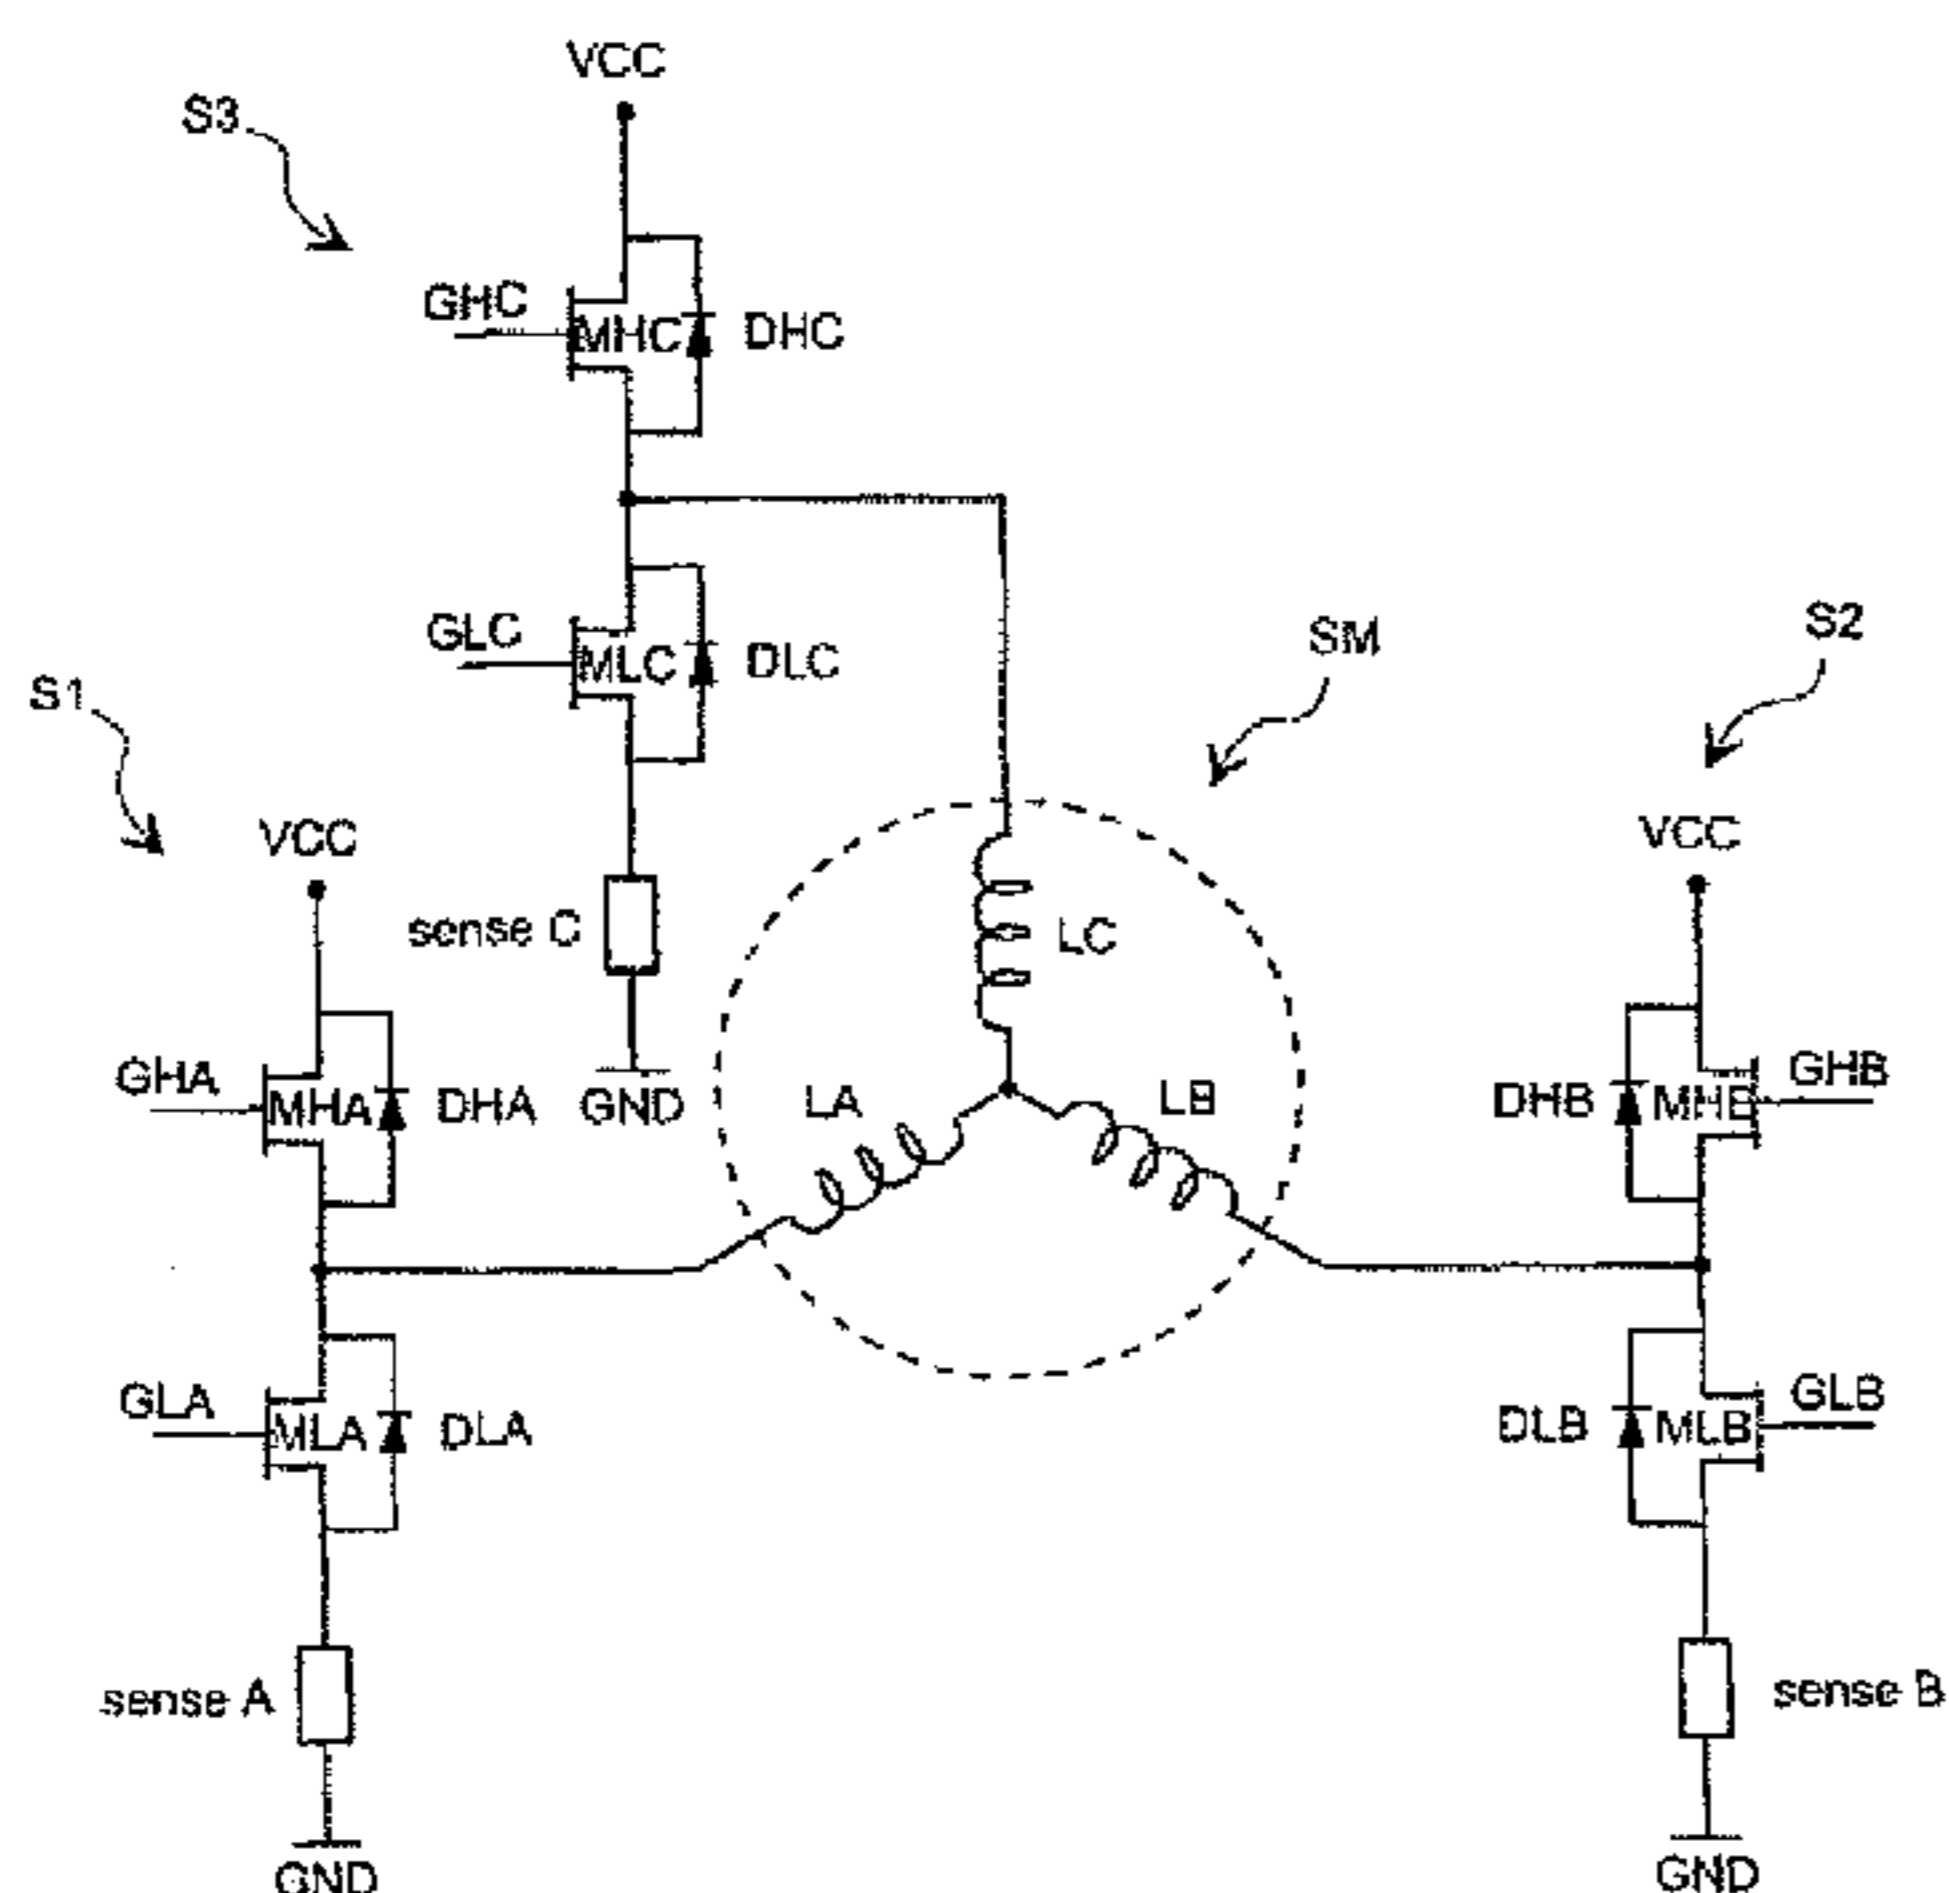 VCC
S3
GHC
MHC
DHC
GLC
MLC
DLC
SM
S2
S1
VCC
VCC
sense C
LC
GHA
MHA
DHA
GND
LA
LB
DHB
MHB
GHB
GLA
MLA
DLA
DLB
MLB
GLB
sense A
sense B
GND
GND